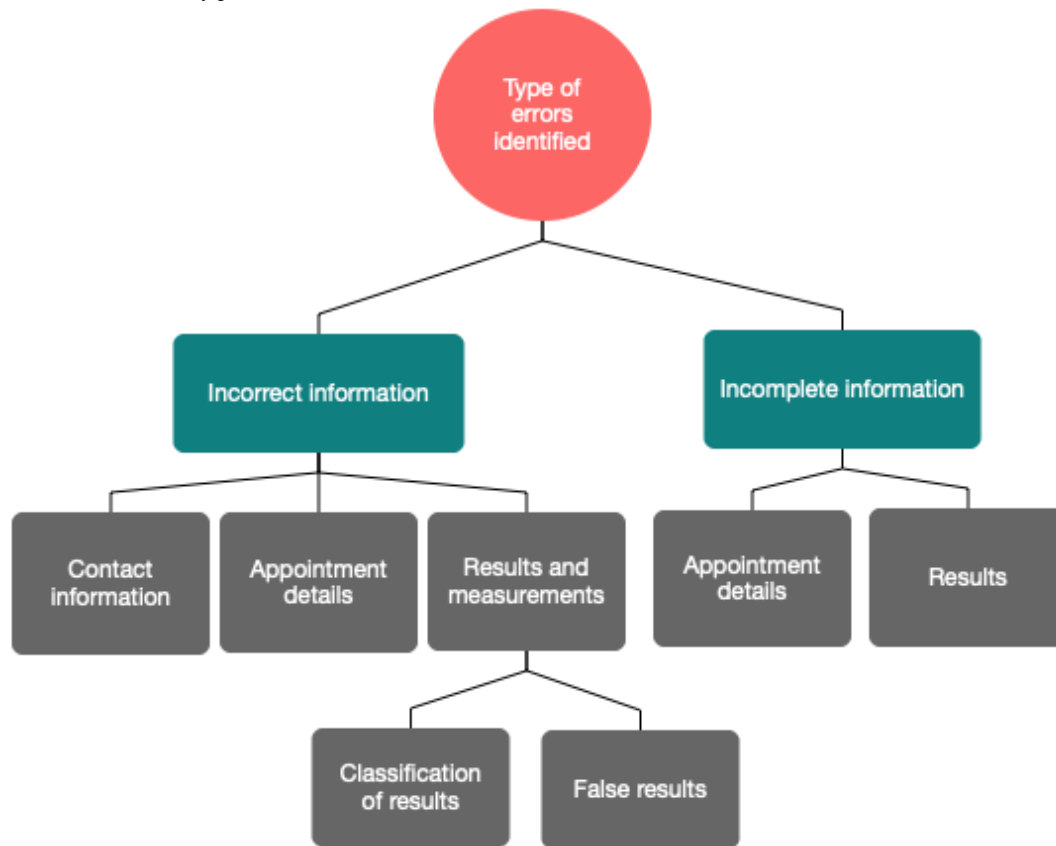 Type of
errors
identified
Incorrect information
Incomplete information
Contact
information
Appointment
details
Results and
measurements
Appointment
details
Results
Classification
of results
False results